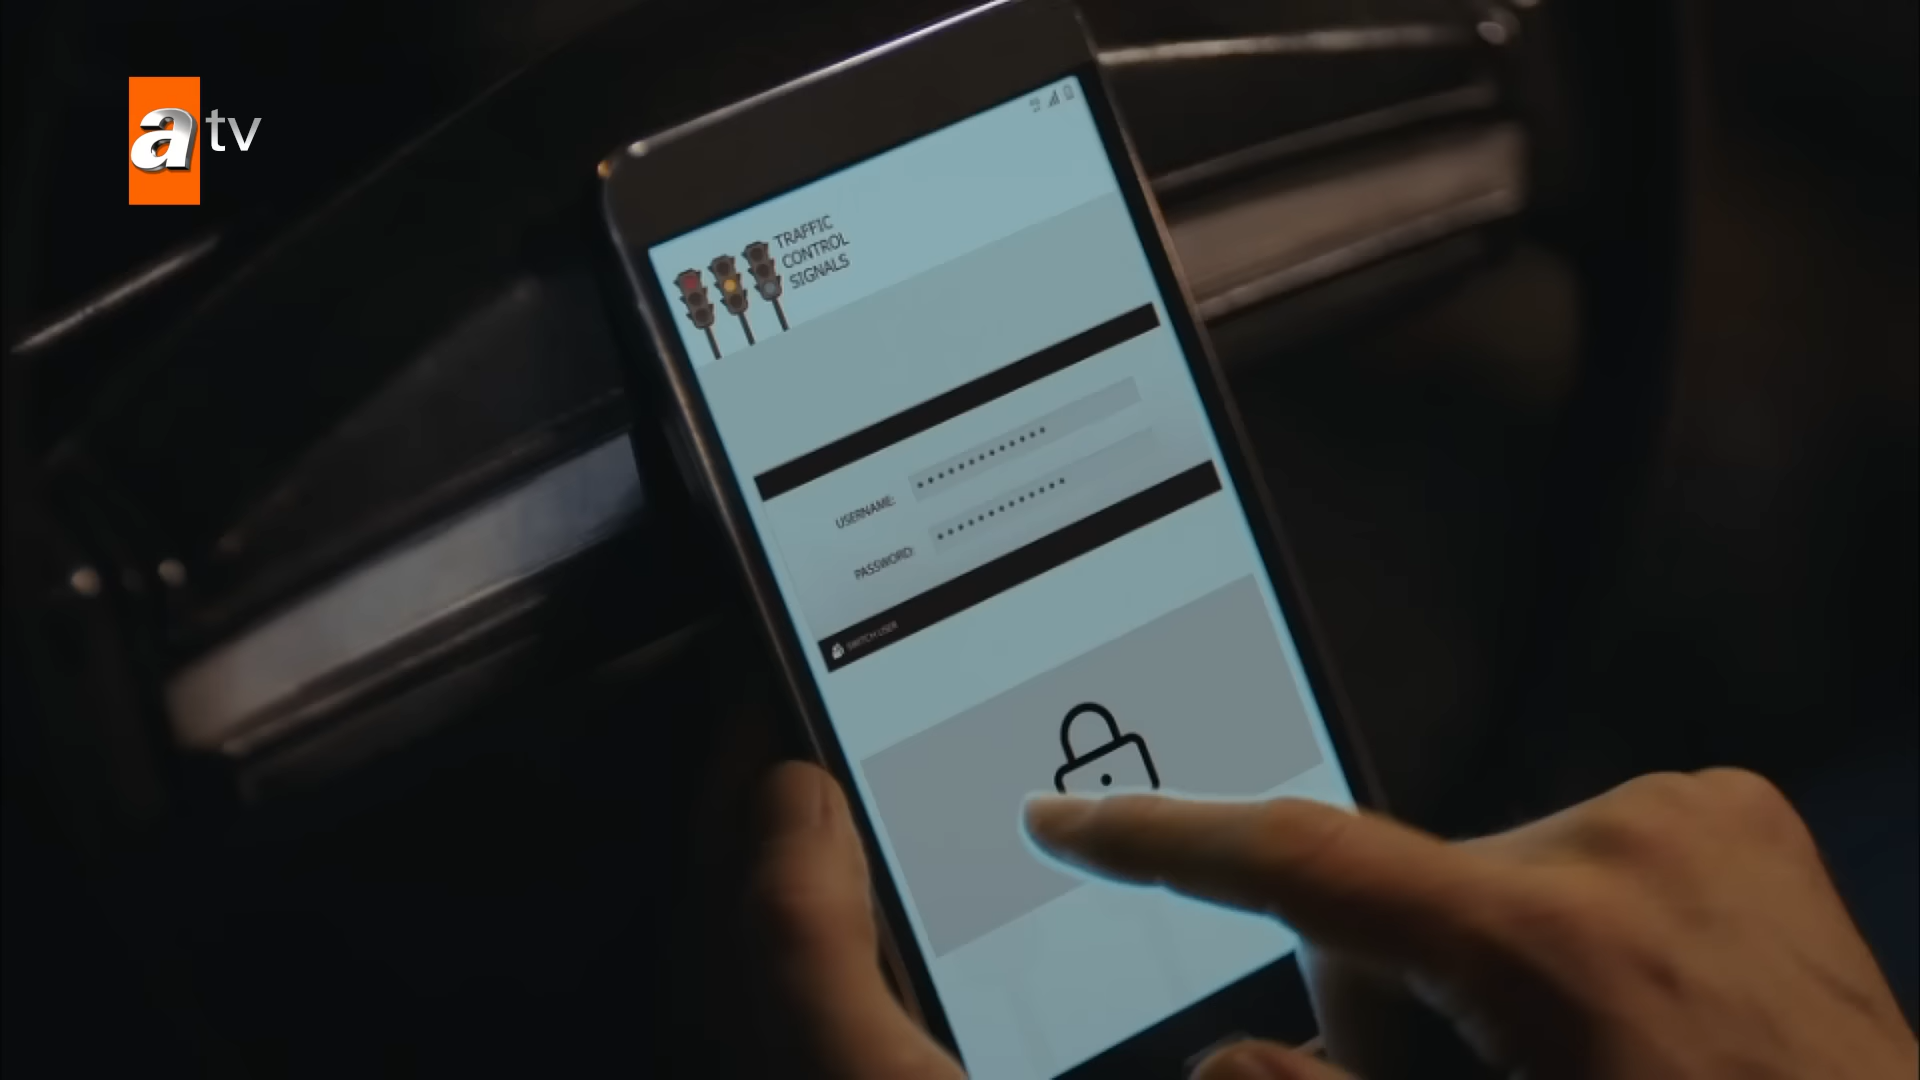 atv
TRAFFIC
CONTROL
SIGNALS
USERNAME:
PASSWORD:
SWITCH USER